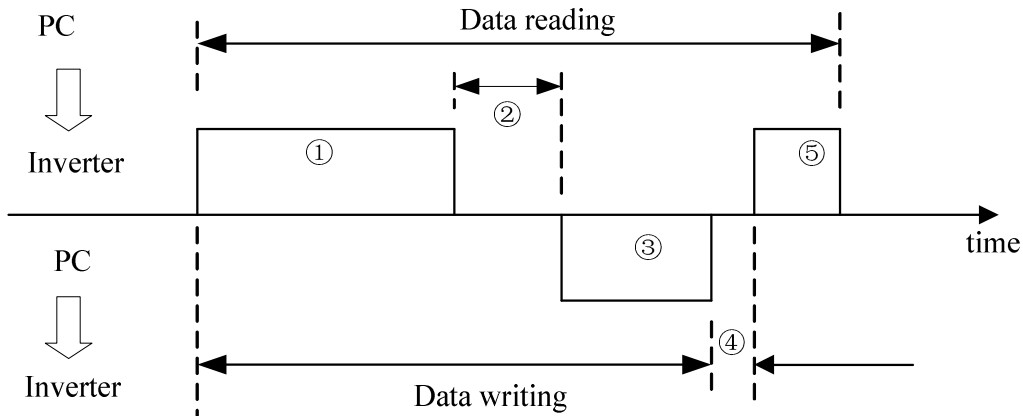 PC
Data reading
②
①
⑤
Inverter
time
PC
③
④
Inverter
Data writing